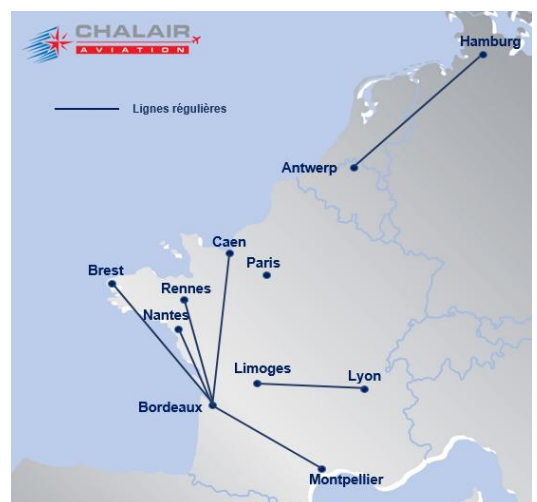 CHALAIR
AVIATION
Hamburg
Lignes régulières
Antwerp
Caen
Paris
Brest
Rennes
Nantes
Limoges
Lyon
Bordeaux
Montpellier